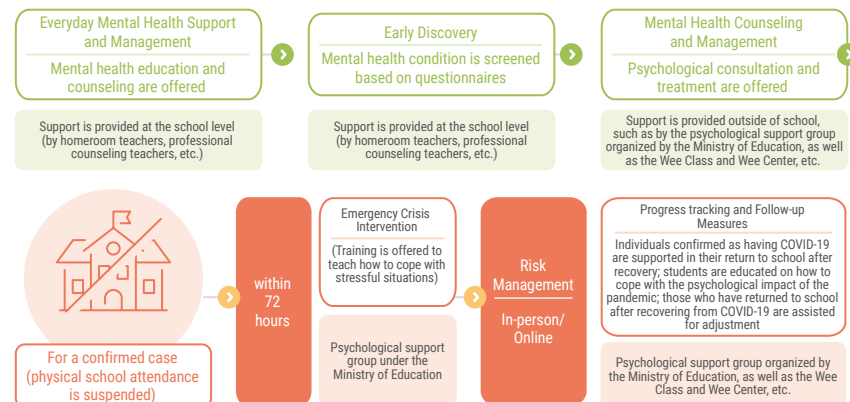 Everyday Mental Health Support
and Management
Mental health education and
counseling are offered
Support is provided at the school level
(by homeroom teachers, professional
counseling teachers, etc.)
Early Discovery
Mental health condition is screened
based on questionnaires
Support is provided at the school level
(by homeroom teachers, professional
counseling teachers, etc.)
Mental Health Counseling
and Management
Psychological consultation and
treatment are offered
Support is provided outside of school,
such as by the psychological support group
organized by the Ministry of Education, as well
as the Wee Class and Wee Center, etc.
For a confirmed case
(physical school attendance
is suspended)
within
72
hours
Emergency Crisis
Intervention
(Training is offered to
teach how to cope with
stressful situations)
Psychological support
group under the
Ministry of Education
Risk
Management
In-person/
Online
Progress tracking and Follow-up
Measures
Individuals confirmed as having COVID-19
are supported in their return to school after
recovery; students are educated on how to
cope with the psychological impact of the
pandemic; those who have returned to school
after recovering from COVID-19 are assisted
for adjustment
Psychological support group organized by
the Ministry of Education, as well as the Wee
Class and Wee Center, etc.